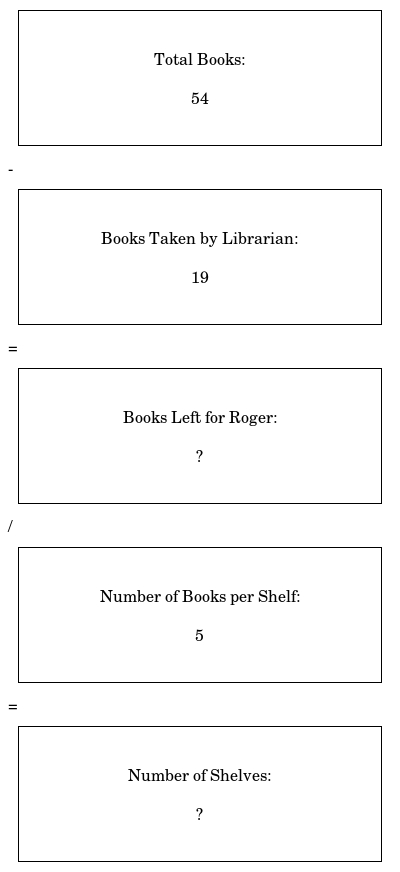 Total Books:
54
-
Books Taken by Librarian:
19
=
Books Left for Roger:
?
/
Number of Books per Shelf:
5
=
Number of Shelves:
?